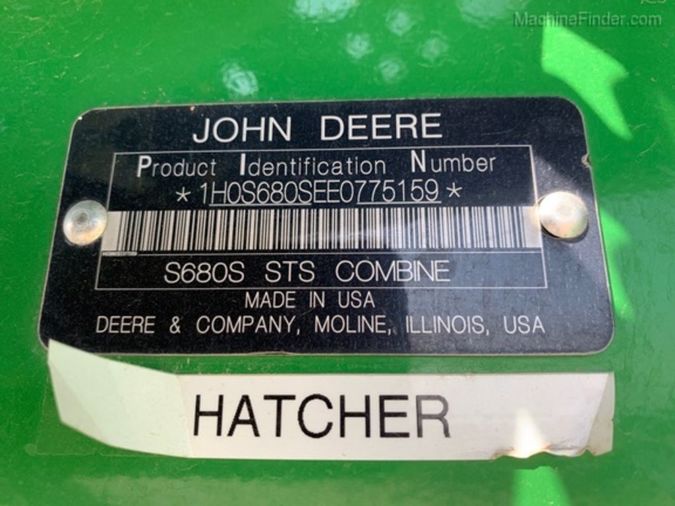 MachineFinder.com
JOHN DEERE
Product Identification Number
*1H0S680SEE0775159*
S680S STS COMBINE
MADE IN USA
DEERE & COMPANY, MOLINE, ILLINOIS, USA
HATCHER